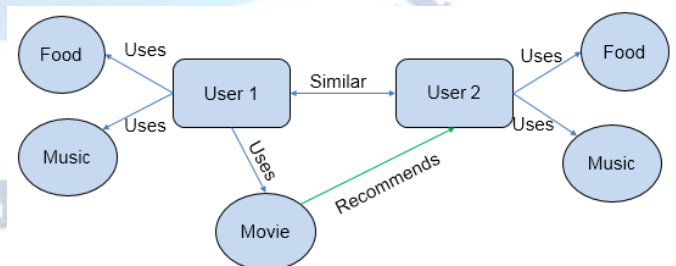 Food
Uses
User 1
Similar
User 2
Uses
Food
Music
Uses
Uses
Music
Uses
Recommends
Movie